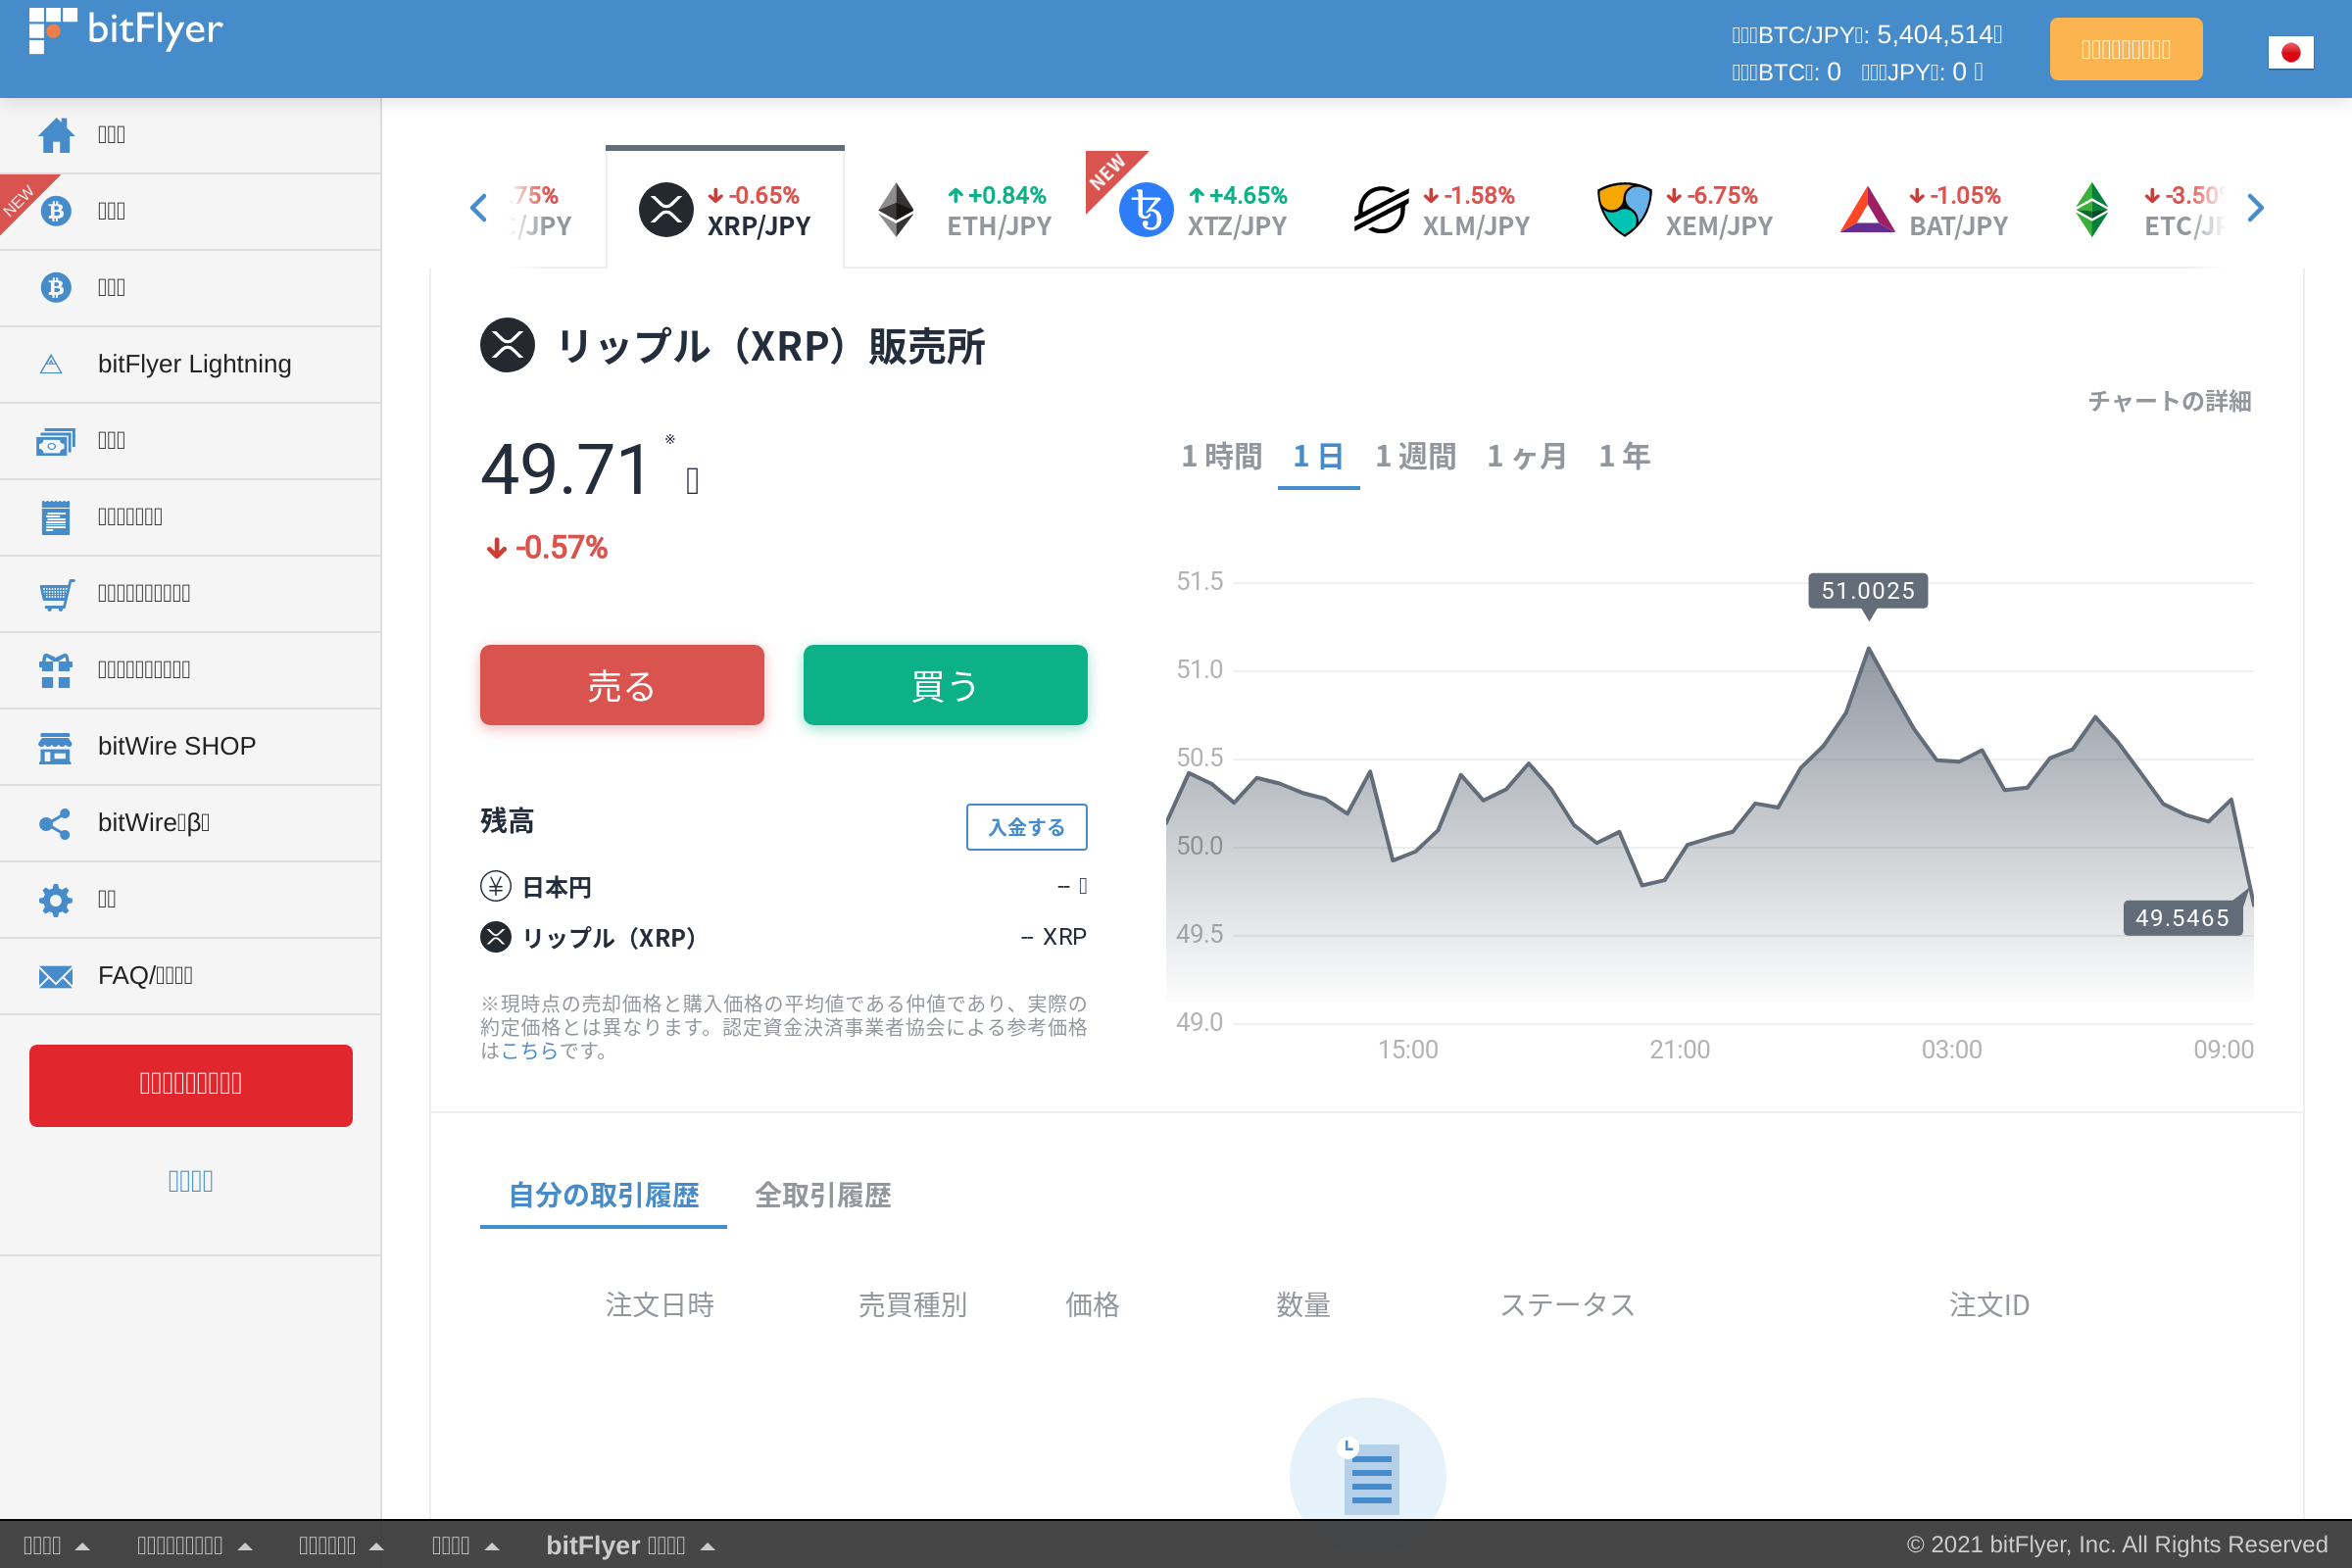 bitFlyer
BTC/JPY: 5,404,514
BTC: 0 JPY: 0
NEW
bitFlyer Lightning
bitWire SHOP
bitWire β
FAQ/
.75%
/JPY
-0.65%
XRP/JPY
+0.84%
ETH/JPY
NEW
+4.65%
XTZ/JPY
-1.58%
XLM/JPY
-6.75%
XEM/JPY
-1.05%
BAT/JPY
-3.50
ETC/J
リップル（XRP）販売所
チャートの詳細
49.71 ※
-0.57%
1 時間 1 日 1 週間 1 ヶ月 1 年
売る 買う
残高 入金する
日本円 --
リップル（XRP） -- XRP
※現時点の売却価格と購入価格の平均値である仲値であり、実際の
約定価格とは異なります。認定資金決済事業者協会による参考価格
はこちらです。
51.5
51.0025
51.0
50.5
50.0
49.5465
49.5
49.0
15:00 21:00 03:00 09:00
自分の取引履歴 全取引履歴
注文日時 売買種別 価格 数量 ステータス 注文ID
bitFlyer
© 2021 bitFlyer, Inc. All Rights Reserved